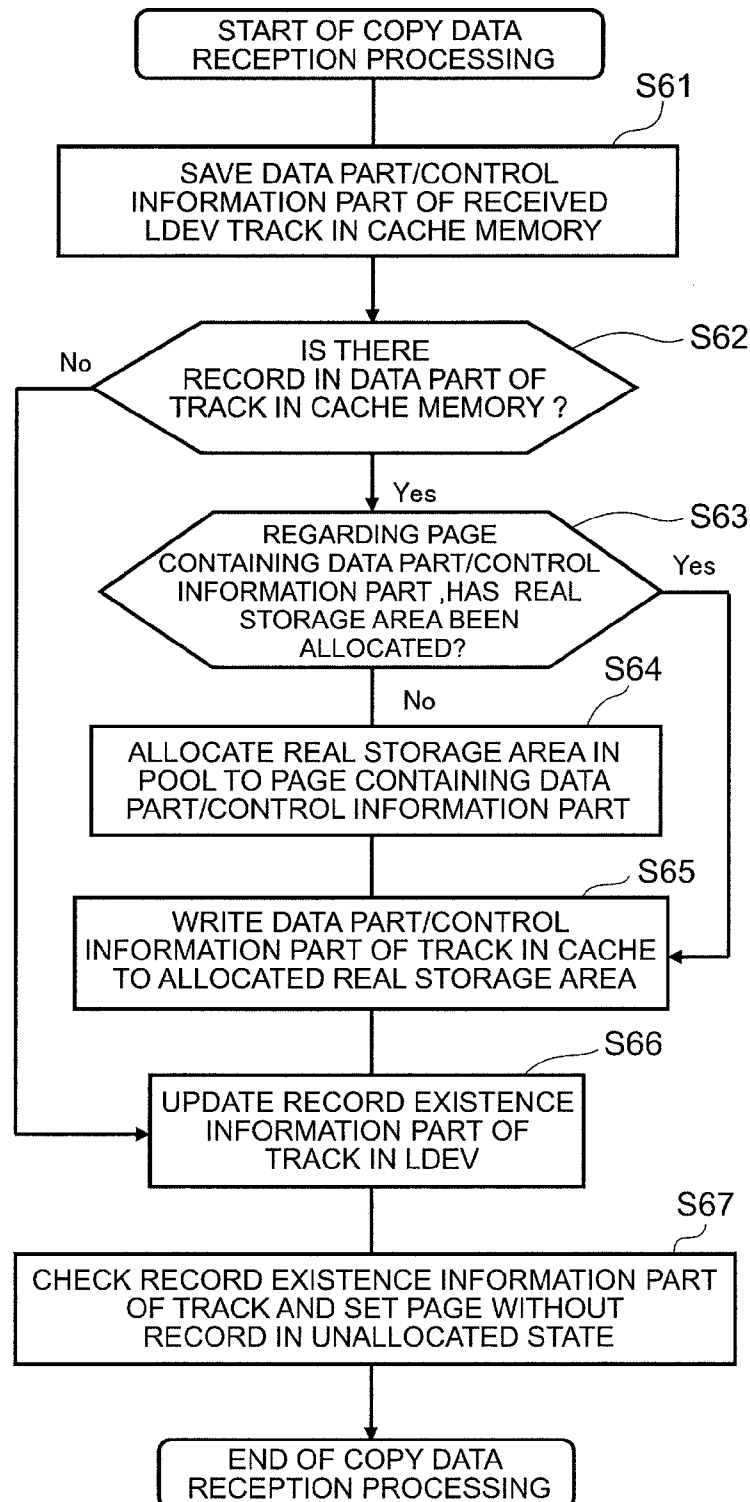 START OF COPY DATA
RECEPTION PROCESSING
S61
SAVE DATA PART/CONTROL
INFORMATION PART OF RECEIVED
LDEV TRACK IN CACHE MEMORY
S62
No
IS THERE
RECORD IN DATA PART OF
TRACK IN CACHE MEMORY ?
Yes
S63
REGARDING PAGE
CONTAINING DATA PART/CONTROL
INFORMATION PART ,HAS REAL
STORAGE AREA BEEN
ALLOCATED?
Yes
No
S64
ALLOCATE REAL STORAGE AREA IN
POOL TO PAGE CONTAINING DATA
PART/CONTROL INFORMATION PART
S65
WRITE DATA PART/CONTROL
INFORMATION PART OF TRACK IN CACHE
TO ALLOCATED REAL STORAGE AREA
S66
UPDATE RECORD EXISTENCE
INFORMATION PART OF
TRACK IN LDEV
S67
CHECK RECORD EXISTENCE INFORMATION PART
OF TRACK AND SET PAGE WITHOUT
RECORD IN UNALLOCATED STATE
END OF COPY DATA
RECEPTION PROCESSING